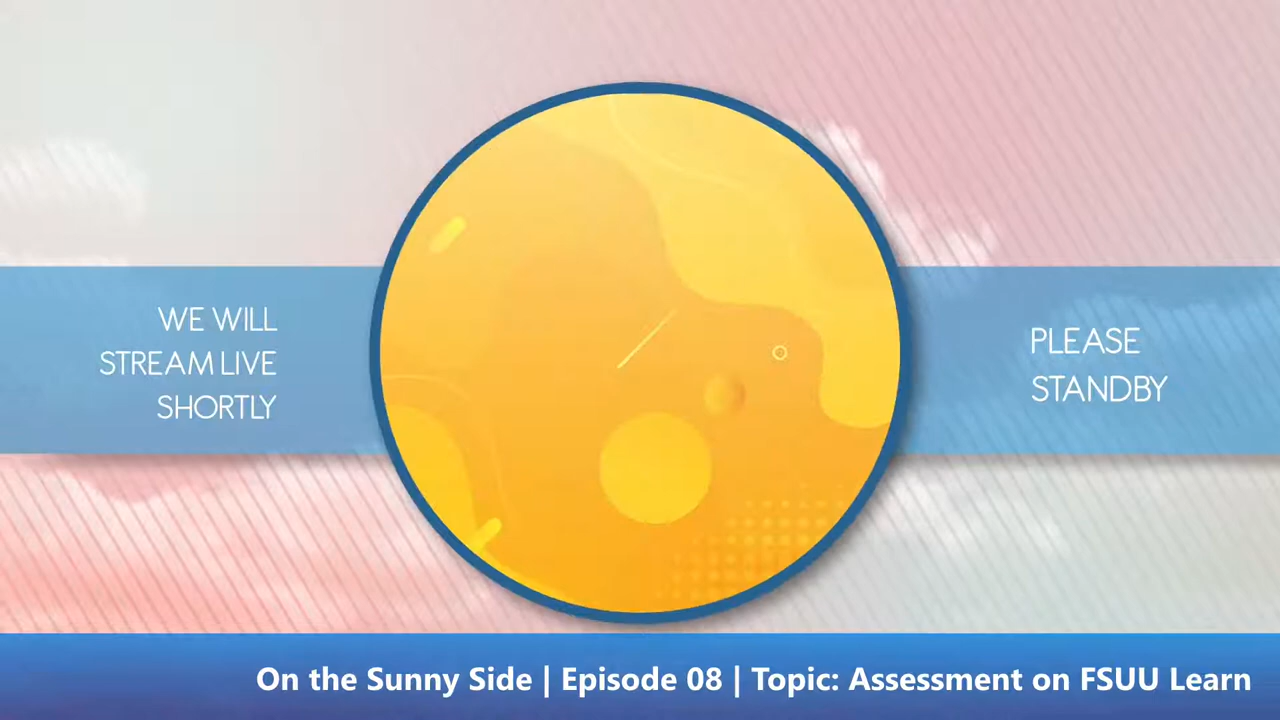 WE WILL
STREAM LIVE
SHORTLY
PLEASE
STANDBY
On the Sunny Side | Episode 08 | Topic: Assessment on FSUU Learn